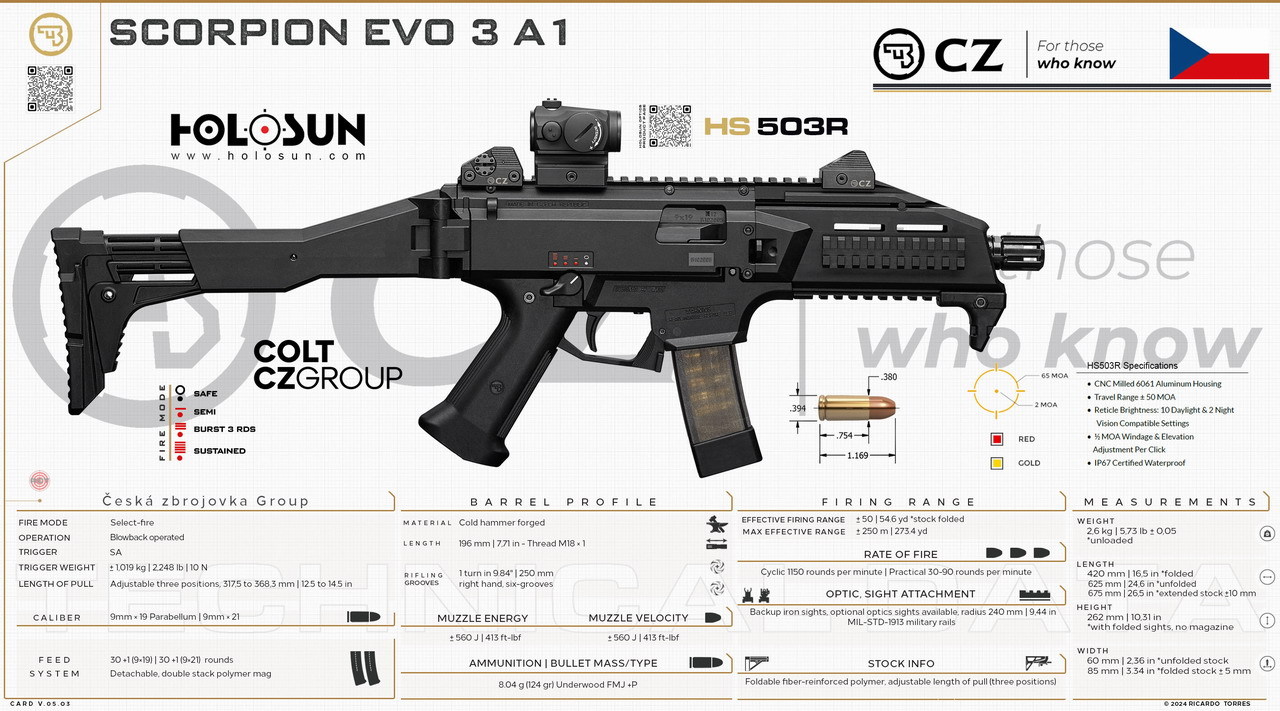 SCORPION EVO 3 A1
CZ
For those
who know
HOLOSUN
www.holosun.com
HS 503R
CZ
CZ
those
who know
COLT
CZGROUP
FIRE MODE
SAFE
SEMI
BURST 3 RDS
SUSTAINED
.380
.394
.754
1.169
65 MOA
2 MOA
RED
GOLD
HS503R Specifications
• CNC Milled 6061 Aluminum Housing
• Travel Range ± 50 MOA
• Reticle Brightness: 10 Daylight & 2 Night
Vision Compatible Settings
• ½ MOA Windage & Elevation
Adjustment Per Click
• IP67 Certified Waterproof
Česká zbrojovka Group
FIRE MODE Select-fire
OPERATION Blowback operated
TRIGGER SA
TRIGGER WEIGHT ± 1.019 kg | 2,248 lb | 10 N
LENGTH OF PULL Adjustable three positions, 317,5 to 368.3 mm | 12.5 to 14.5 in
CALIBER 9mm × 19 Parabellum | 9mm × 21
FEED SYSTEM
30 +1 (9×19) | 30 +1 (9×21) rounds
Detachable, double stack polymer mag
BARREL PROFILE
MATERIAL Cold hammer forged
LENGTH 196 mm | 7,71 in - Thread M18 × 1
RIFLING GROOVES
1 turn in 9.84" | 250 mm
right hand, six-grooves
MUZZLE ENERGY
± 560 J | 413 ft-lbf
MUZZLE VELOCITY
± 560 J | 413 ft-lbf
AMMUNITION | BULLET MASS/TYPE
8.04 g (124 gr) Underwood FMJ +P
FIRING RANGE
EFFECTIVE FIRING RANGE ± 50 | 54.6 yd *stock folded
MAX EFFECTIVE RANGE ± 250 m | 273.4 yd
RATE OF FIRE
Cyclic 1150 rounds per minute | Practical 30-90 rounds per minute
OPTIC, SIGHT ATTACHMENT
Backup iron sights, optional optics sights available, radius 240 mm | 9,44 in
MIL-STD-1913 military rails
STOCK INFO
Foldable fiber-reinforced polymer, adjustable length of pull (three positions)
MEASUREMENTS
WEIGHT
2,6 kg | 5,73 lb ± 0,05
*unloaded
LENGTH
420 mm | 16,5 in *folded
625 mm | 24,6 in *unfolded
675 mm | 26,5 in *extended stock ±10 mm
HEIGHT
262 mm | 10,31 in
*with folded sights, no magazine
WIDTH
60 mm | 2,36 in *unfolded stock
85 mm | 3.34 in *folded stock ± 5 mm
TECHNICAL DATA
CARD V.05.03
© 2024 RICARDO TORRES